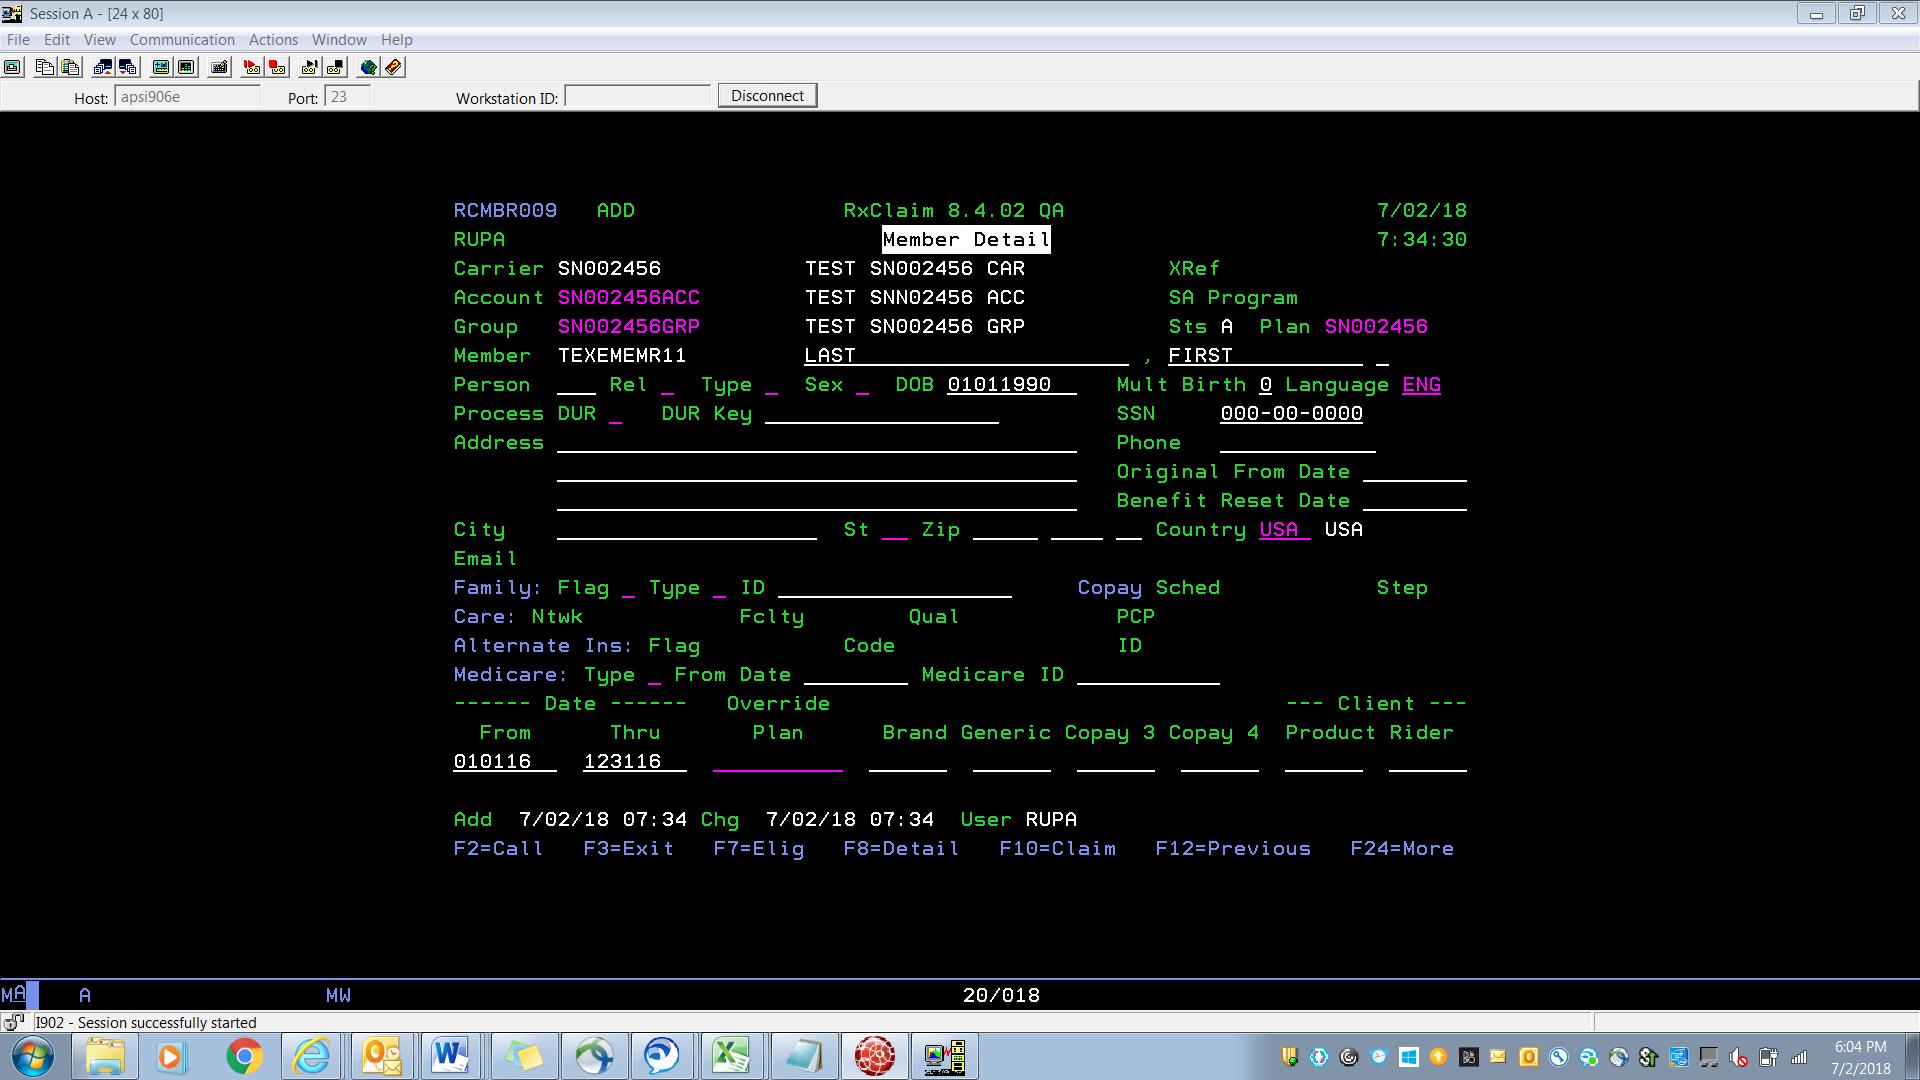 Session A - [24 x 80]
File Edit View Communication Actions Window Help
Host: apsi906e Port: 23 Workstation ID: Disconnect
RCMBR009 ADD RxClaim 8.4.02 QA 7/02/18
RUPA Member Detail 7:34:30
Carrier SN002456 TEST SN002456 CAR XRef
Account SN002456ACC TEST SNN02456 ACC SA Program
Group SN002456GRP TEST SN002456 GRP Sts A Plan SN002456
Member TEXEMEMR11 LAST , FIRST
Person Rel Type Sex DOB 01011990 Mult Birth 0 Language ENG
Process DUR DUR Key SSN 000-00-0000
Address Phone
Original From Date
Benefit Reset Date
City St Zip Country USA USA
Email
Family: Flag Type ID Copay Sched Step
Care: Ntwk Fclty Qual PCP
Alternate Ins: Flag Code ID
Medicare: Type From Date Medicare ID
------ Date ------ Override --- Client ---
From Thru Plan Brand Generic Copay 3 Copay 4 Product Rider
010116 123116
Add 7/02/18 07:34 Chg 7/02/18 07:34 User RUPA
F2=Call F3=Exit F7=Elig F8=Detail F10=Claim F12=Previous F24=More
MA A MW 20/018
I902 - Session successfully started
6:04 PM
7/2/2018